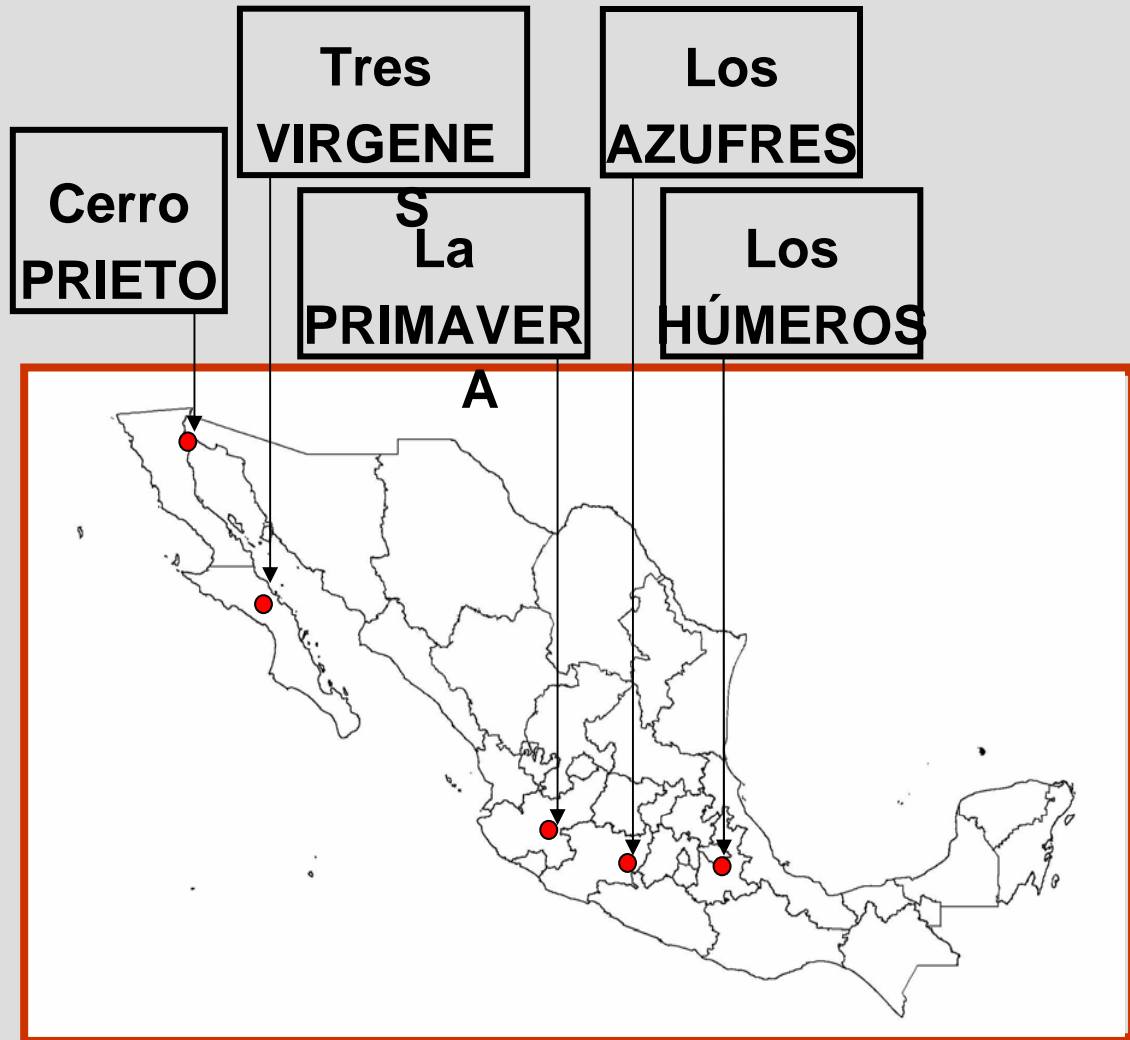 Cerro
PRIETO
Tres
VIRGENE
S
La
PRIMAVER
A
Los
AZUFRES
Los
HÚMEROS